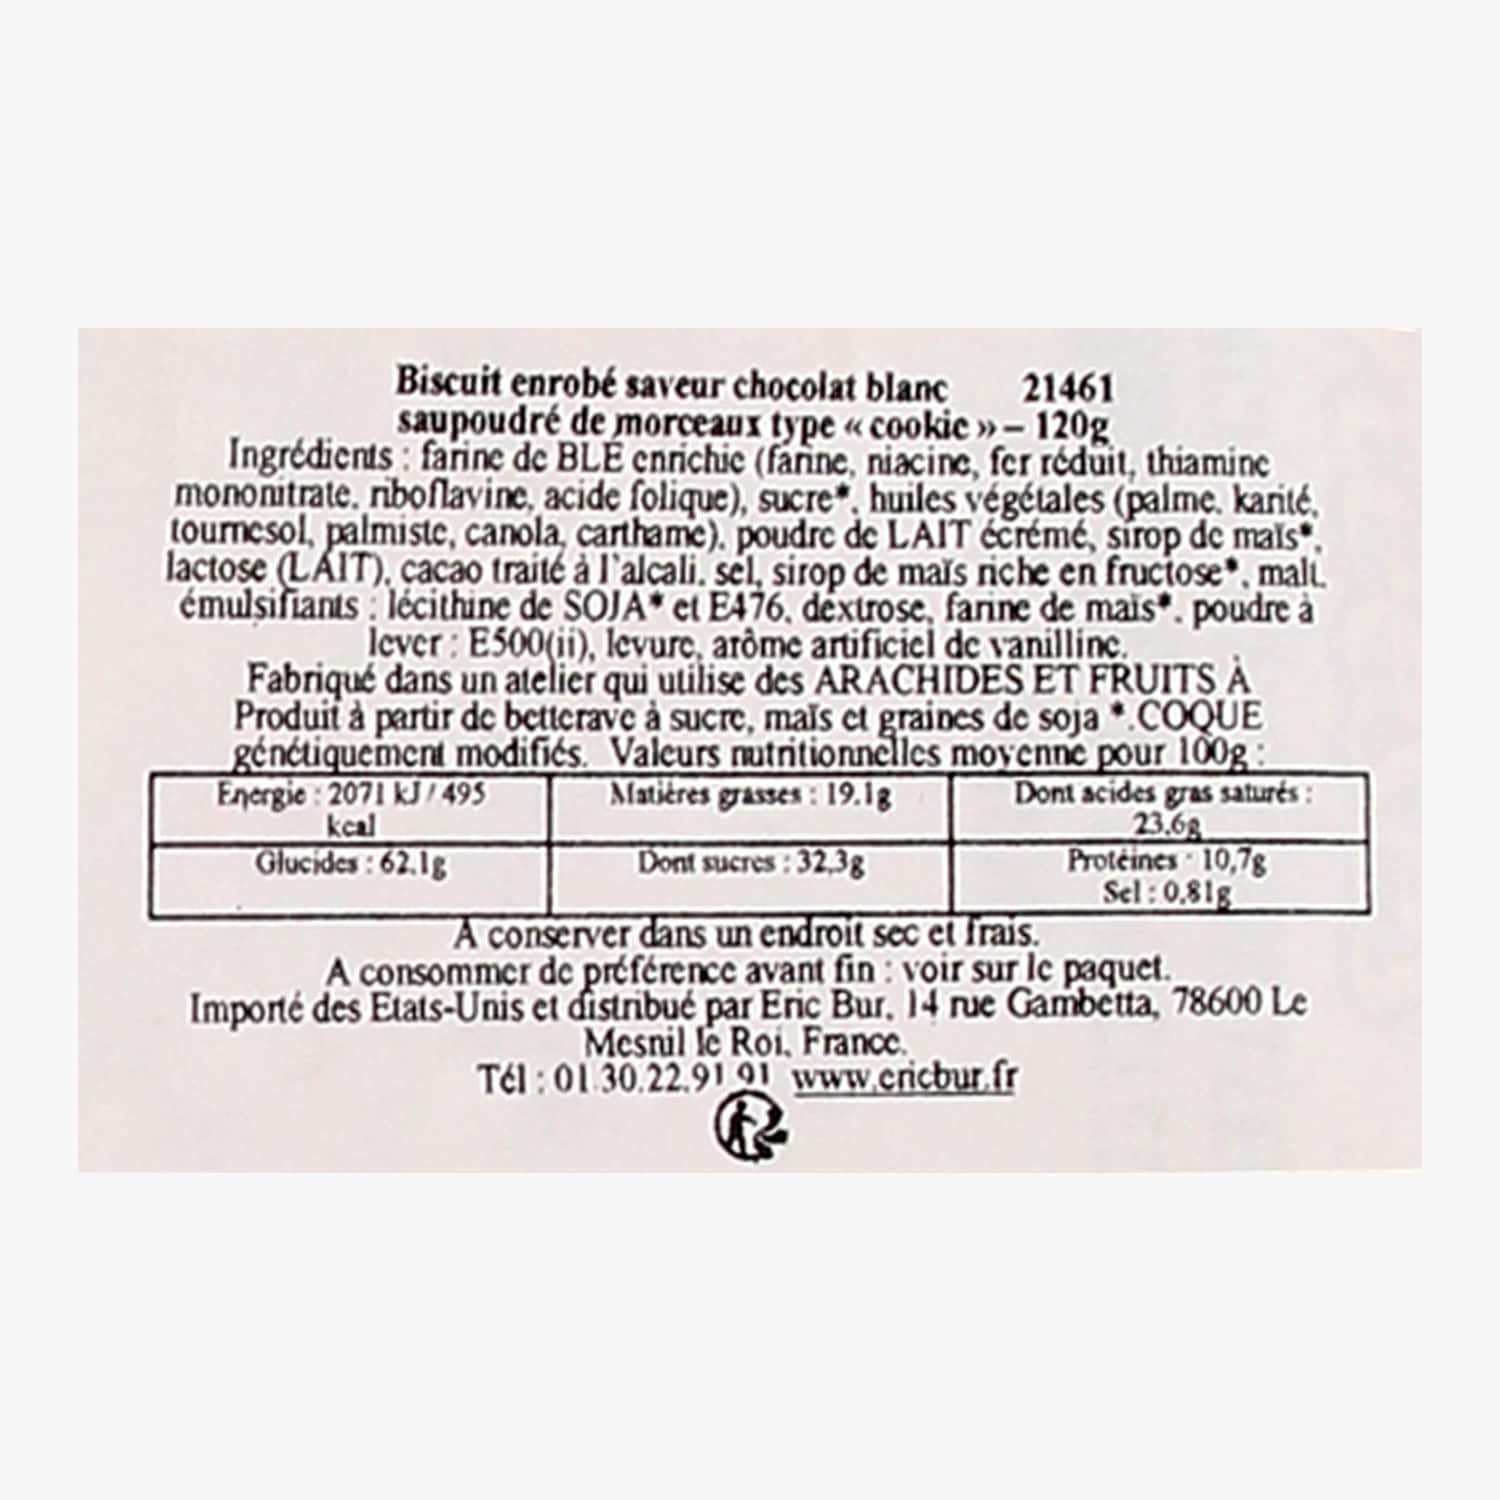 Biscuit enrobé saveur chocolat blanc 21461
saupoudré de morceaux type « cookie » – 120g
Ingrédients : farine de BLE enrichie (farine, niacine, fer réduit, thiamine
mononitrate, riboflavine, acide folique), sucre*, huiles végétales (palme, karité,
tournesol, palmiste, canola, carthame), poudre de LAIT écrémé, sirop de maïs*,
lactose (LAIT), cacao traité à l'alcali, sel, sirop de maïs riche en fructose*, malt,
émulsifiants : lécithine de SOJA* et E476, dextrose, farine de maïs*, poudre à
lever : E500(ii), levure, arôme artificiel de vanilline.
Fabriqué dans un atelier qui utilise des ARACHIDES ET FRUITS À
Produit à partir de betterave à sucre, maïs et graines de soja *.COQUE
génétiquement modifiés. Valeurs nutritionnelles moyenne pour 100g :
Energie : 2071 kJ / 495 kcal
Matières grasses : 19.1g
Dont acides gras saturés : 23,6g
Glucides : 62,1g
Dont sucres : 32,3g
Protéines : 10,7g
Sel : 0,81g
A conserver dans un endroit sec et frais.
A consommer de préférence avant fin : voir sur le paquet.
Importé des Etats-Unis et distribué par Eric Bur, 14 rue Gambetta, 78600 Le
Mesnil le Roi, France.
Tél : 01.30.22.91.91 www.ericbur.fr